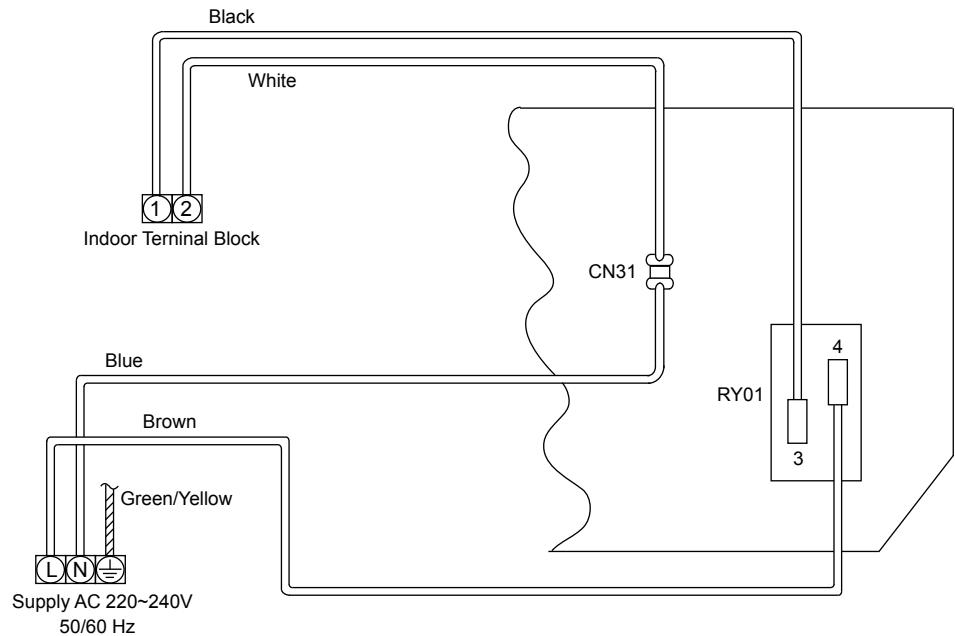 Black
White
1 2
Indoor Terninal Block
CN31
4
Blue
RY01
Brown
3
Green/Yellow
L N
Supply AC 220~240V
50/60 Hz